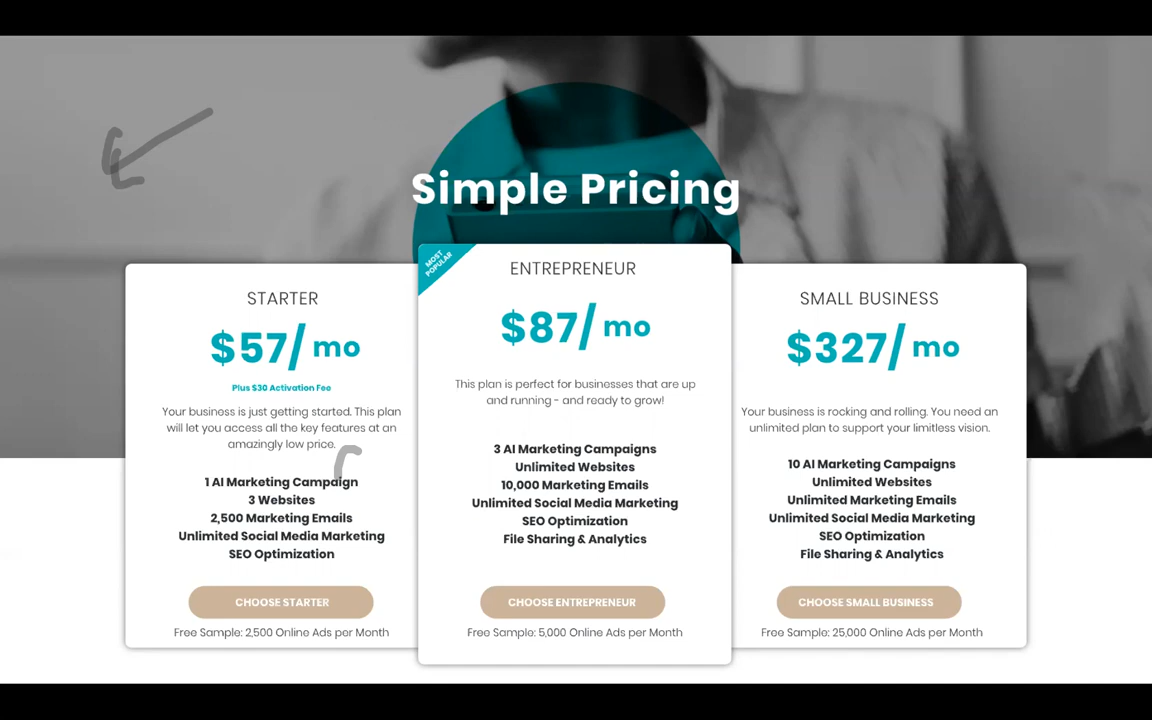 Simple Pricing
STARTER
$57/ mo
Plus $30 Activation Fee
Your business is just getting started. This plan
will let you access all the key features at an
amazingly low price.
1 AI Marketing Campaign
3 Websites
2,500 Marketing Emails
Unlimited Social Media Marketing
SEO Optimization
CHOOSE STARTER
Free Sample: 2,500 Online Ads per Month
MOST
POPULAR
ENTREPRENEUR
$87/ mo
This plan is perfect for businesses that are up
and running - and ready to grow!
3 AI Marketing Campaigns
Unlimited Websites
10,000 Marketing Emails
Unlimited Social Media Marketing
SEO Optimization
File Sharing & Analytics
CHOOSE ENTREPRENEUR
Free Sample: 5,000 Online Ads per Month
SMALL BUSINESS
$327/ mo
Your business is rocking and rolling. You need an
unlimited plan to support your limitless vision.
10 AI Marketing Campaigns
Unlimited Websites
Unlimited Marketing Emails
Unlimited Social Media Marketing
SEO Optimization
File Sharing & Analytics
CHOOSE SMALL BUSINESS
Free Sample: 25,000 Online Ads per Month